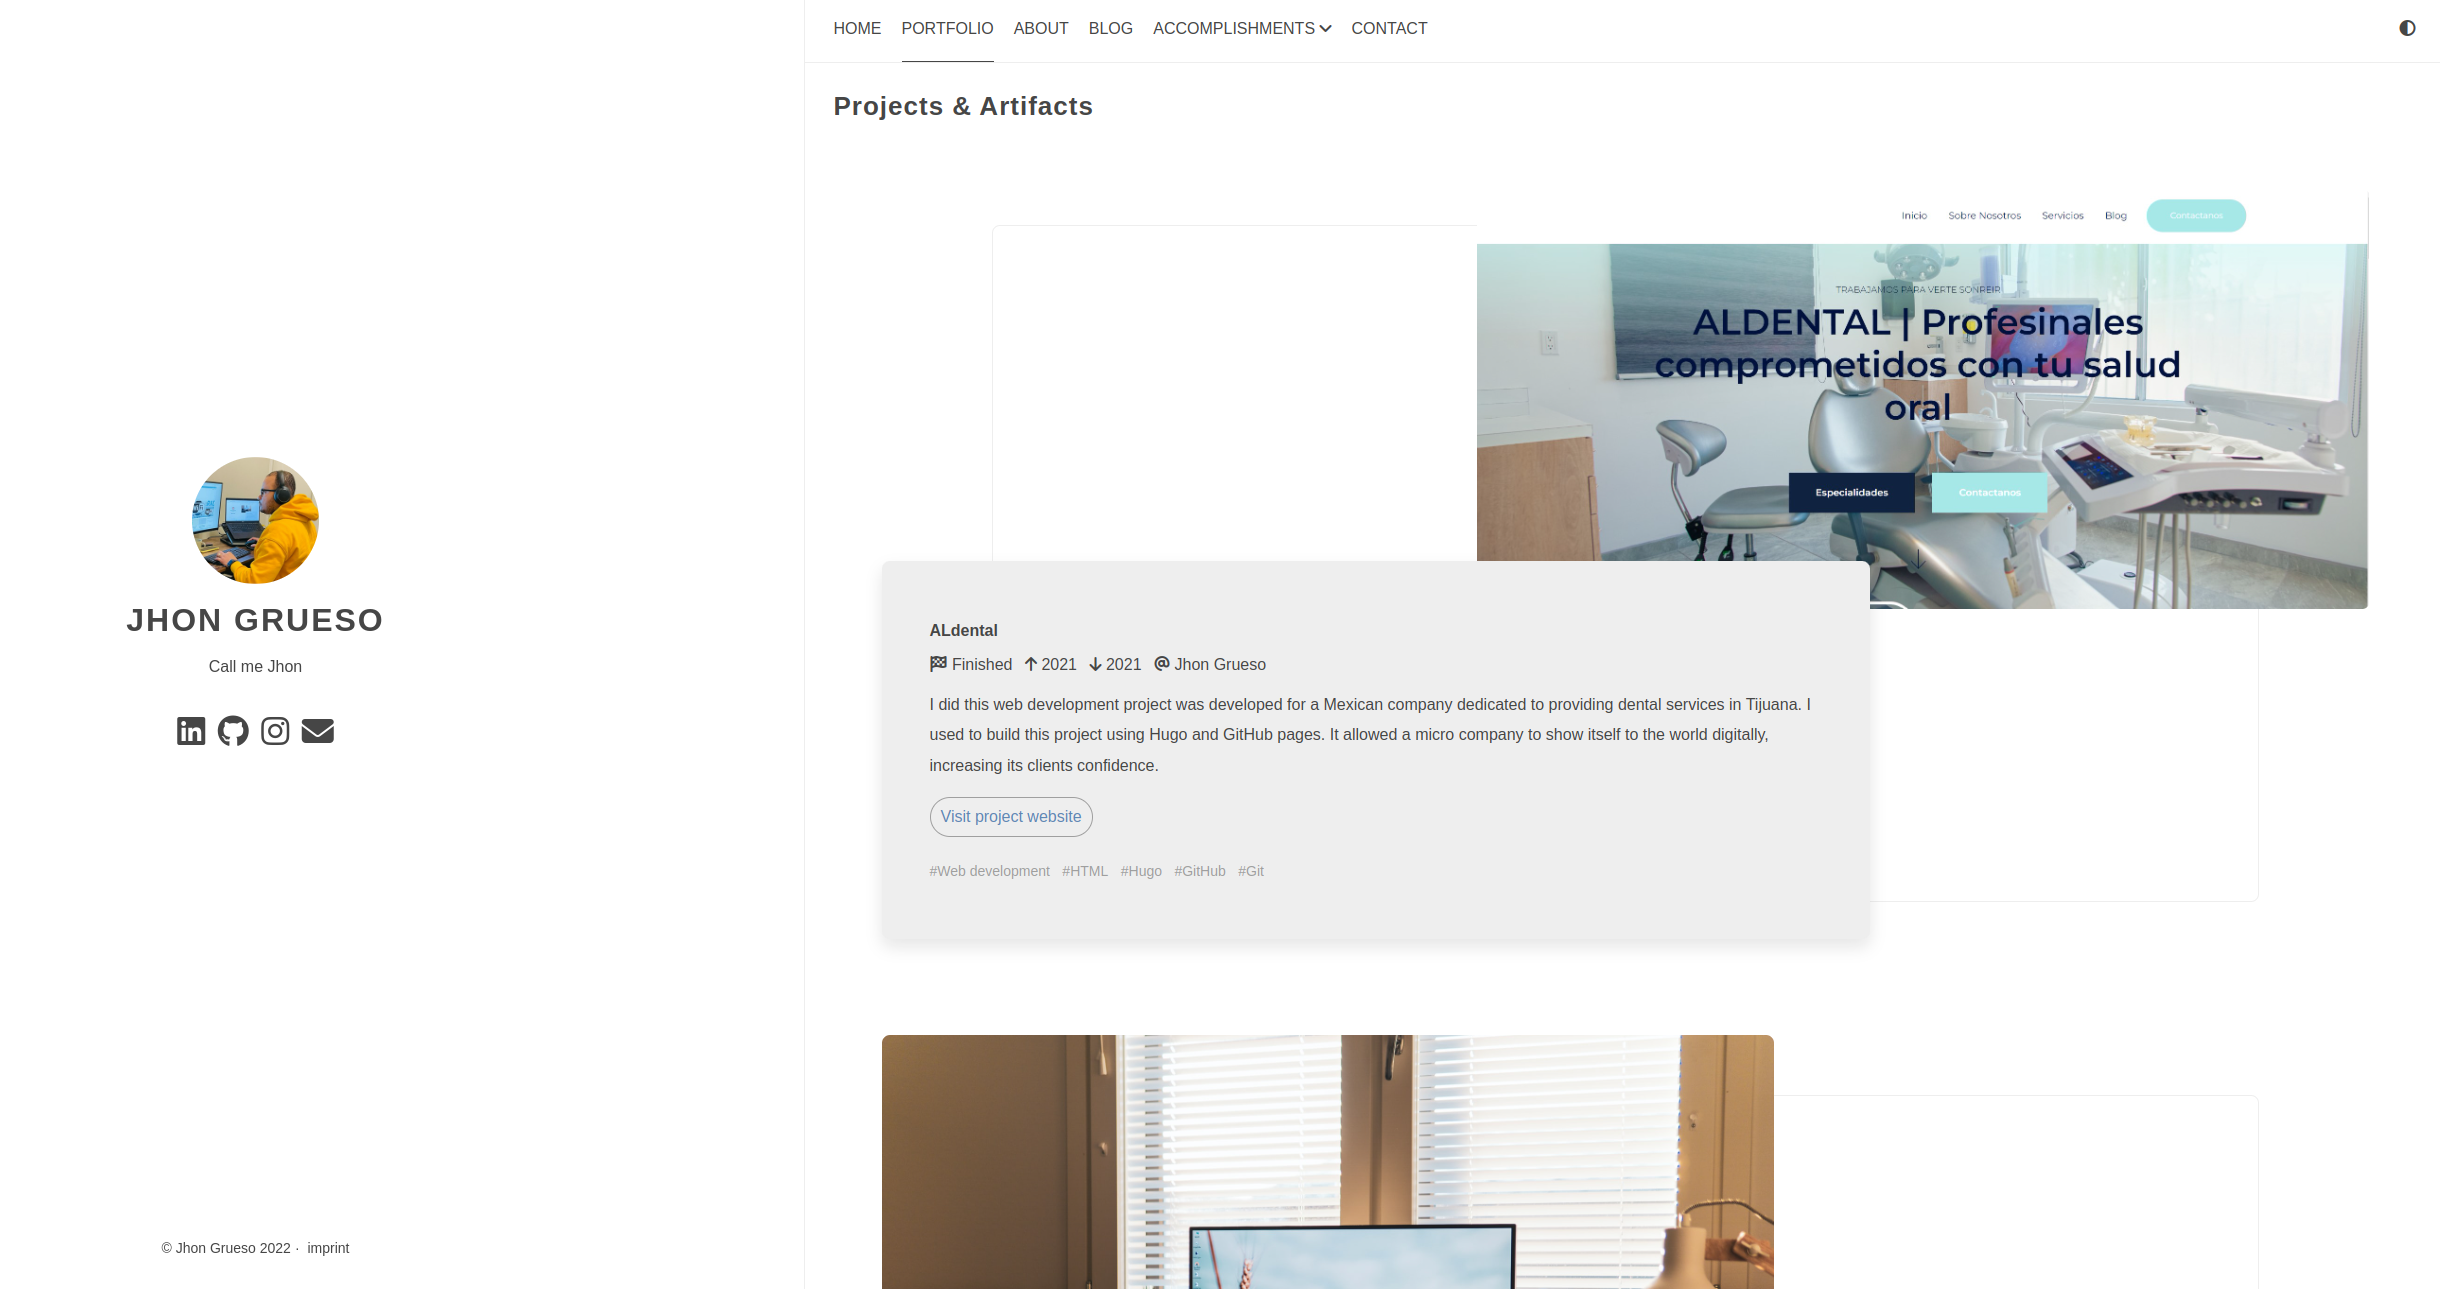 HOME PORTFOLIO ABOUT BLOG ACCOMPLISHMENTS CONTACT
Projects & Artifacts
JHON GRUESO
Call me Jhon
© Jhon Grueso 2022 · imprint
Inicio Sobre Nosotros Servicios Blog Contactanos
TRABAJAMOS PARA VERTE SONREIR
ALDENTAL | Profesinales
comprometidos con tu salud
oral
Especialidades Contactanos
ALdental
Finished 2021 2021 Jhon Grueso
I did this web development project was developed for a Mexican company dedicated to providing dental services in Tijuana. I
used to build this project using Hugo and GitHub pages. It allowed a micro company to show itself to the world digitally,
increasing its clients confidence.
Visit project website
#Web development #HTML #Hugo #GitHub #Git